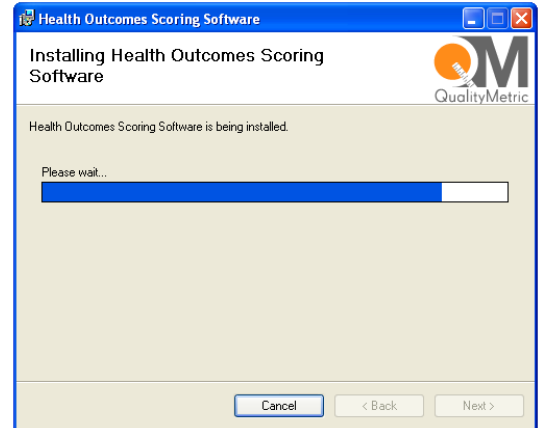 Health Outcomes Scoring Software
Installing Health Outcomes Scoring
Software
QM
QualityMetric
Health Outcomes Scoring Software is being installed.
Please wait...
Cancel
< Back
Next >